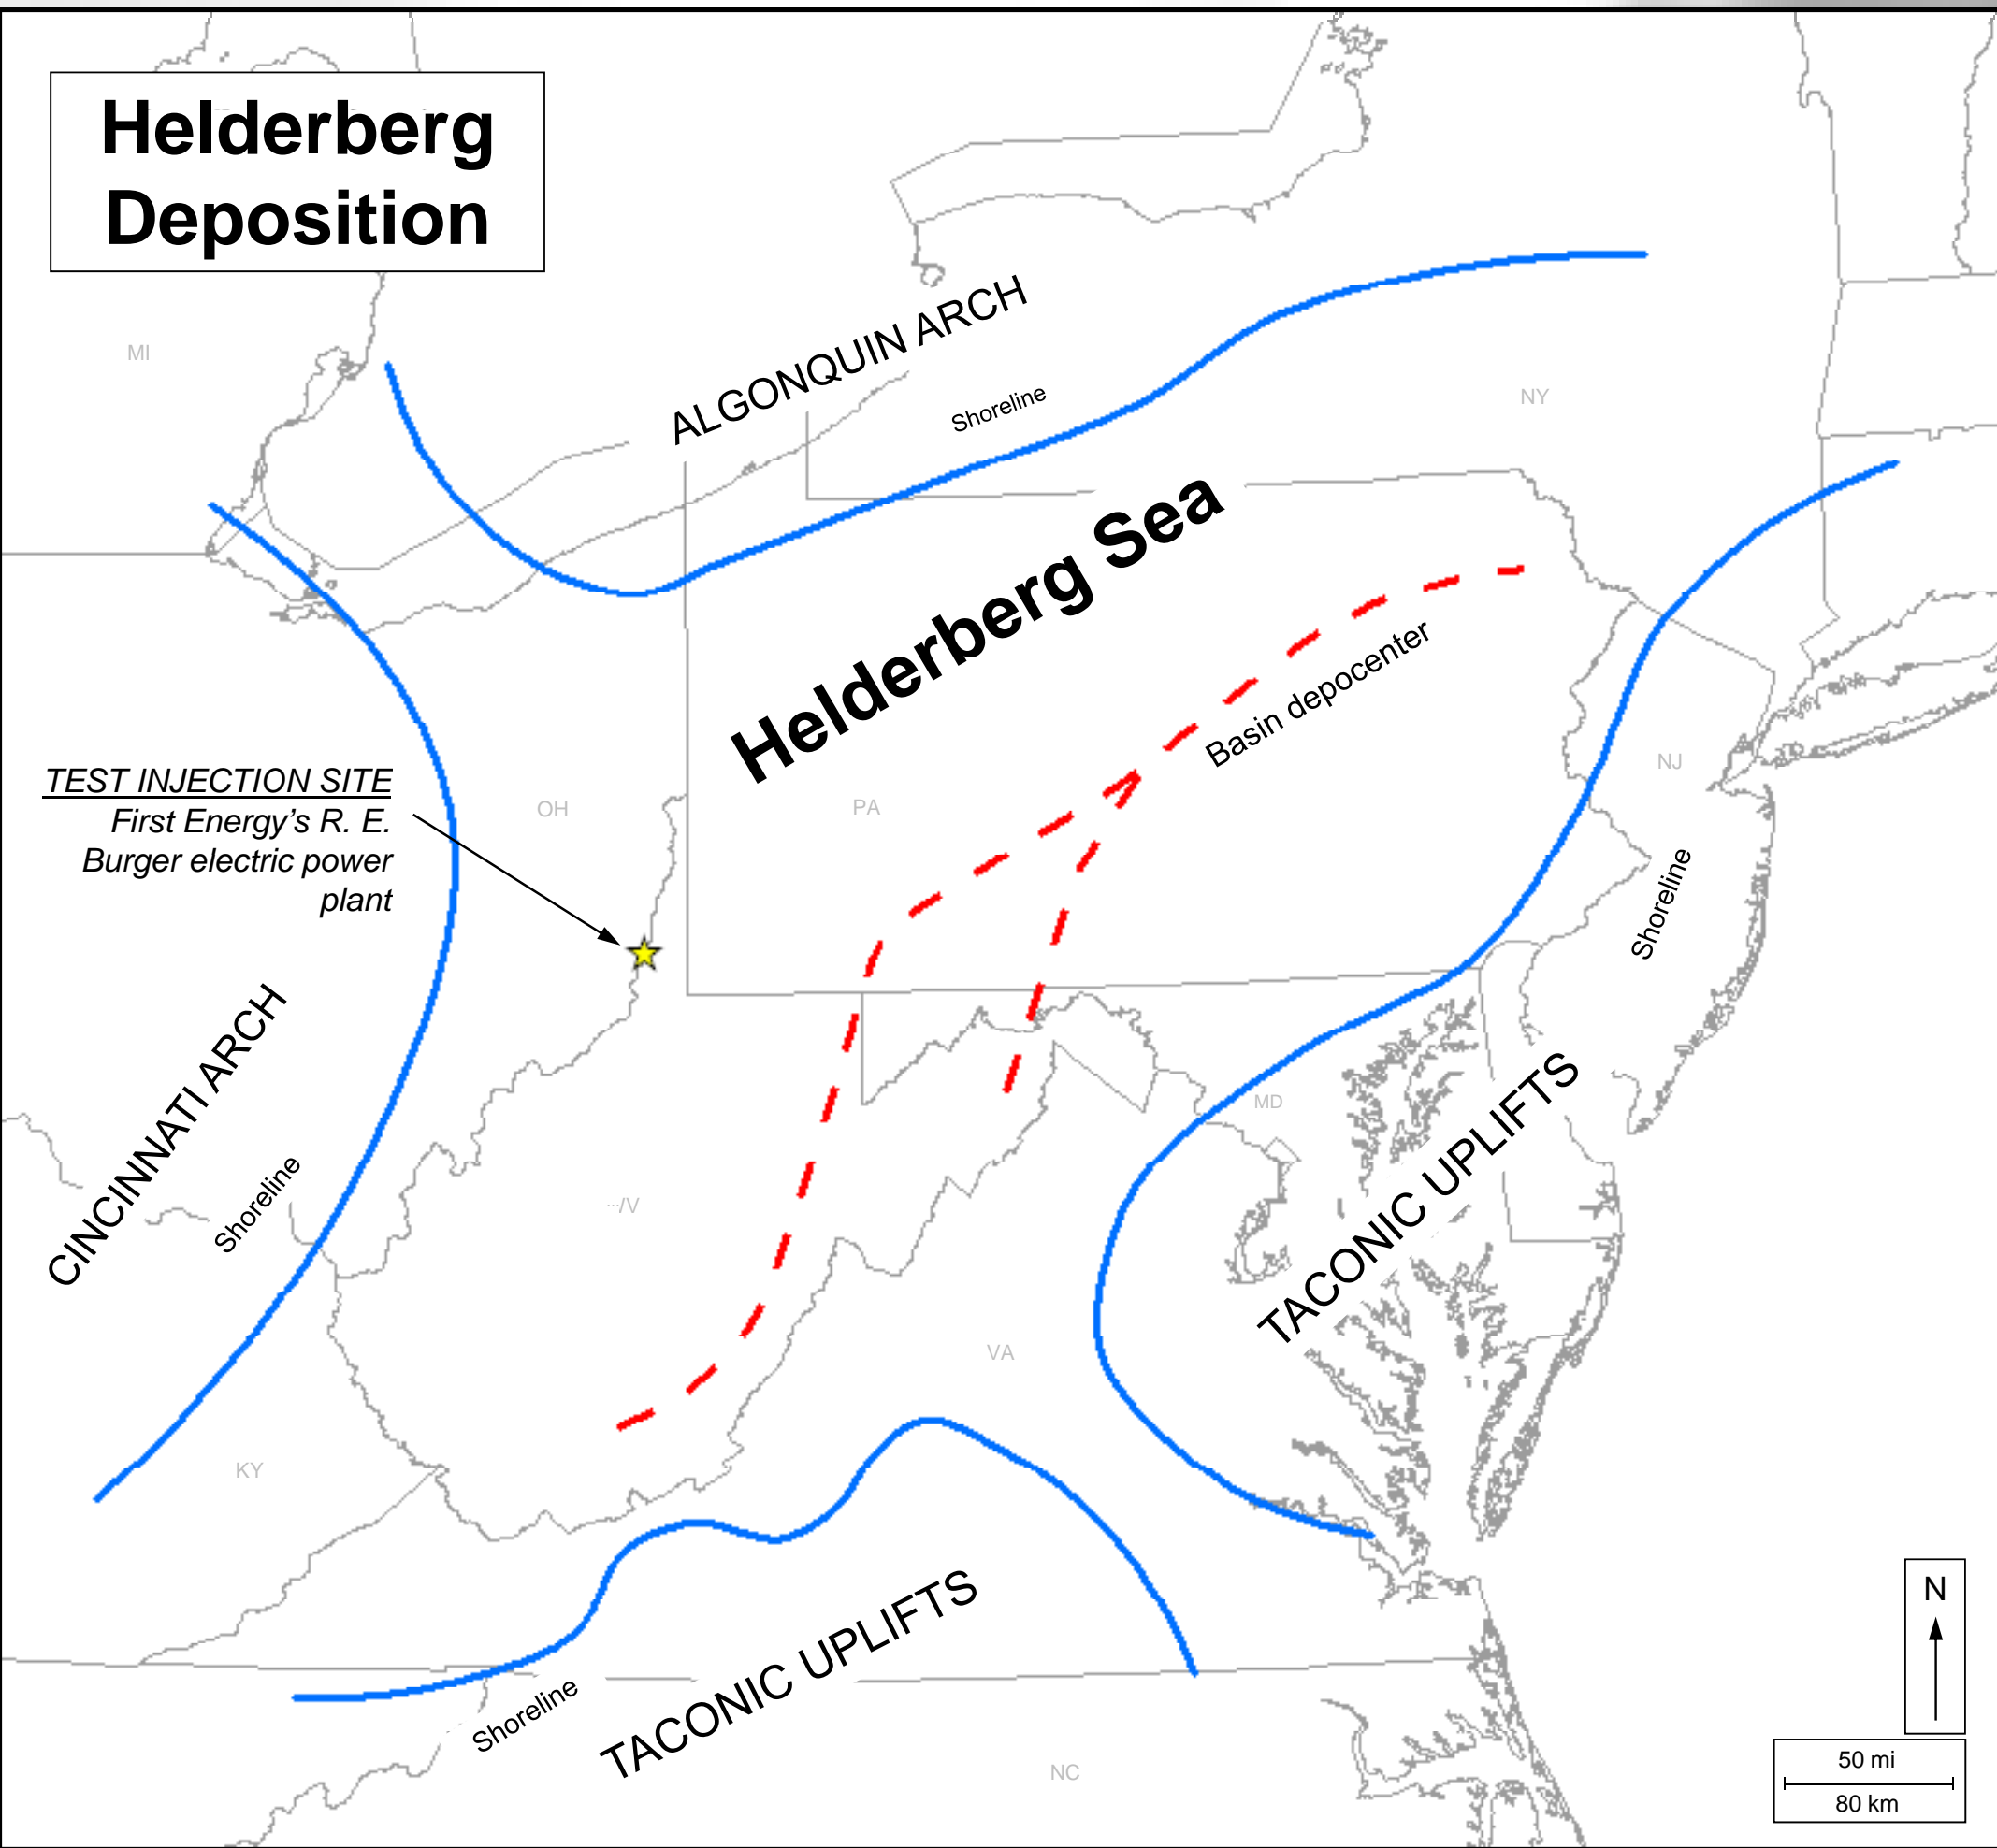 Helderberg
Deposition
MI
ALGONQUIN ARCH
Shoreline
NY
Helderberg Sea
Basin depocenter
TEST INJECTION SITE
First Energy’s R. E.
Burger electric power
plant
OH
PA
NJ
Shoreline
CINCINNATI ARCH
Shoreline
MD
TACONIC UPLIFTS
VA
KY
TACONIC UPLIFTS
Shoreline
NC
N
50 mi
80 km